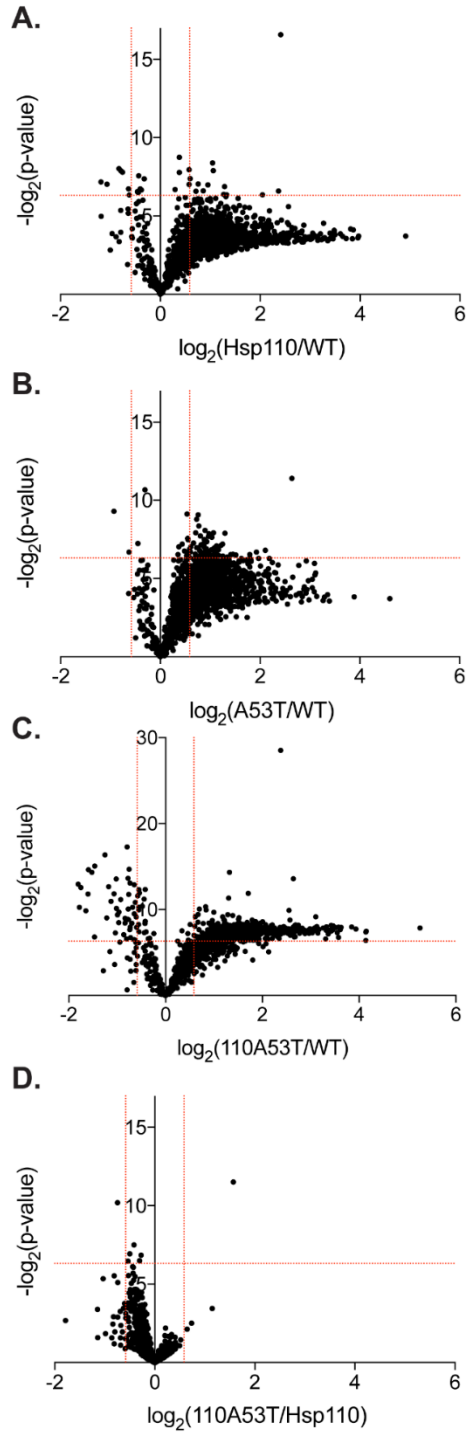 A.
15
10
5
-log2(p-value)
-2 0 2 4 6
log2(Hsp110/WT)
B.
15
10
5
-log2(p-value)
-2 0 2 4 6
log2(A53T/WT)
C.
30
20
10
-log2(p-value)
-2 0 2 4 6
log2(110A53T/WT)
D.
15
10
5
-log2(p-value)
-2 0 2 4 6
log2(110A53T/Hsp110)